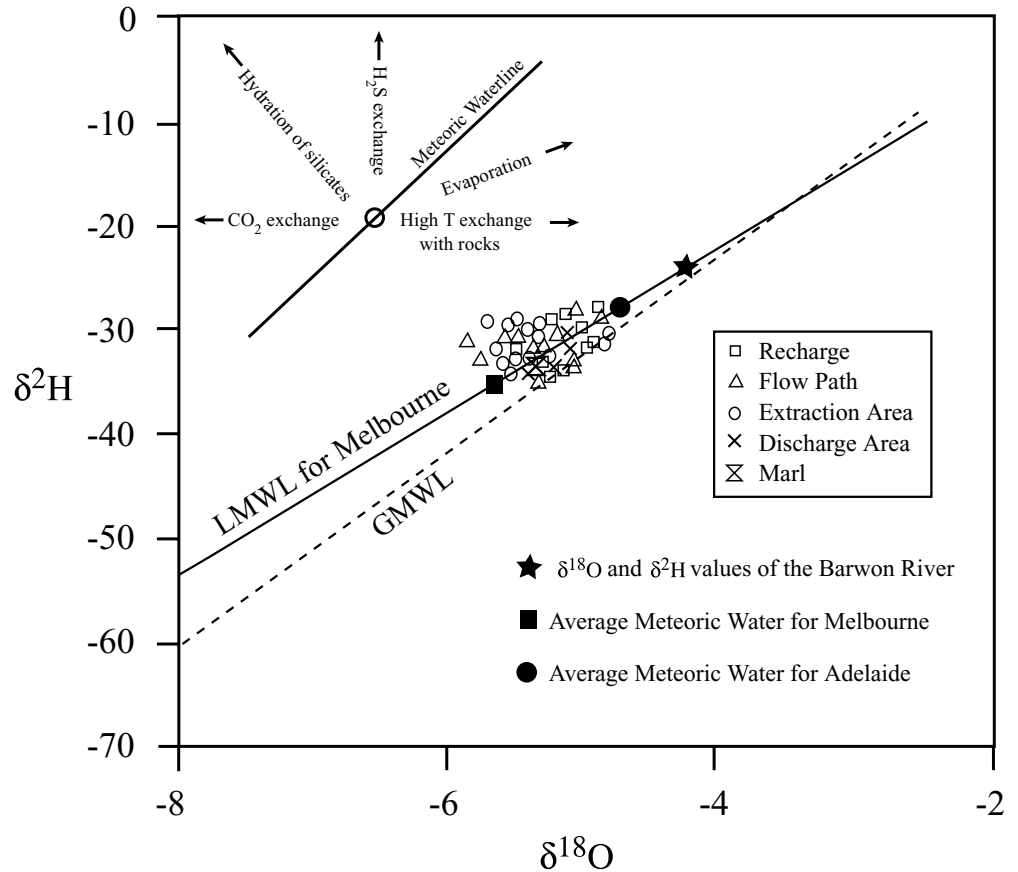 0
-10
-20
-30
-40
-50
-60
-70
δ²H
-8
-6
-4
-2
δ¹⁸O
Hydration of silicates
H₂S exchange
Meteoric Waterline
Evaporation
CO₂ exchange
High T exchange
with rocks
LMWL for Melbourne
GMWL
Recharge
Flow Path
Extraction Area
Discharge Area
Marl
δ¹⁸O and δ²H values of the Barwon River
Average Meteoric Water for Melbourne
Average Meteoric Water for Adelaide